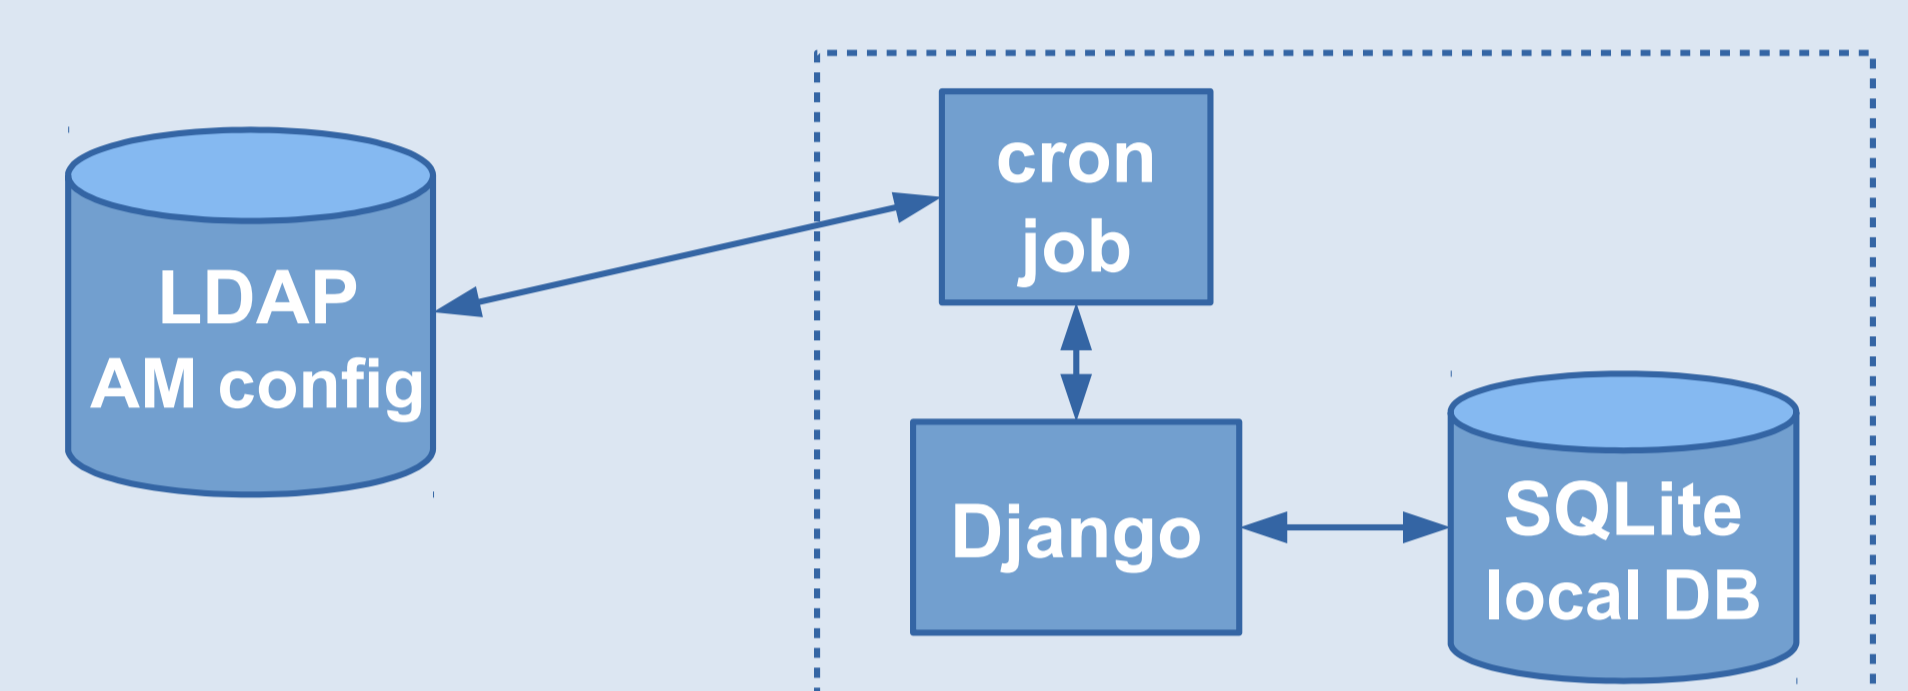 cron
job
LDAP
AM config
Django
SQLite
local DB